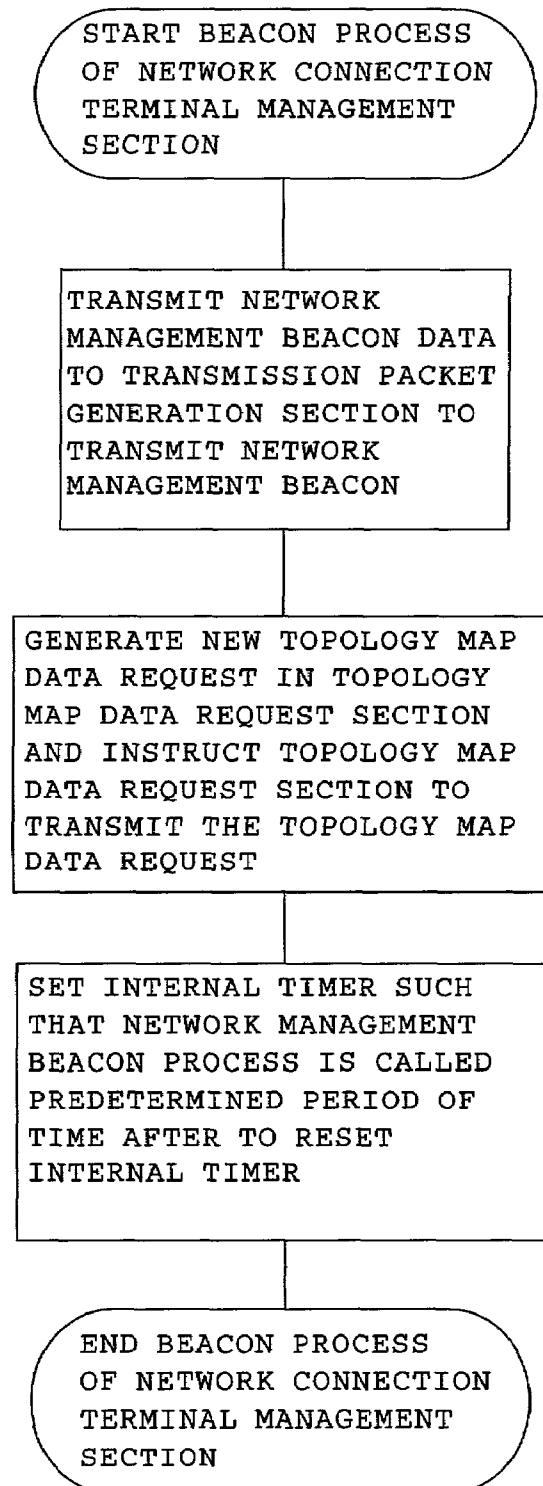 START BEACON PROCESS
OF NETWORK CONNECTION
TERMINAL MANAGEMENT
SECTION
TRANSMIT NETWORK
MANAGEMENT BEACON DATA
TO TRANSMISSION PACKET
GENERATION SECTION TO
TRANSMIT NETWORK
MANAGEMENT BEACON
GENERATE NEW TOPOLOGY MAP
DATA REQUEST IN TOPOLOGY
MAP DATA REQUEST SECTION
AND INSTRUCT TOPOLOGY MAP
DATA REQUEST SECTION TO
TRANSMIT THE TOPOLOGY MAP
DATA REQUEST
SET INTERNAL TIMER SUCH
THAT NETWORK MANAGEMENT
BEACON PROCESS IS CALLED
PREDETERMINED PERIOD OF
TIME AFTER TO RESET
INTERNAL TIMER
END BEACON PROCESS
OF NETWORK CONNECTION
TERMINAL MANAGEMENT
SECTION